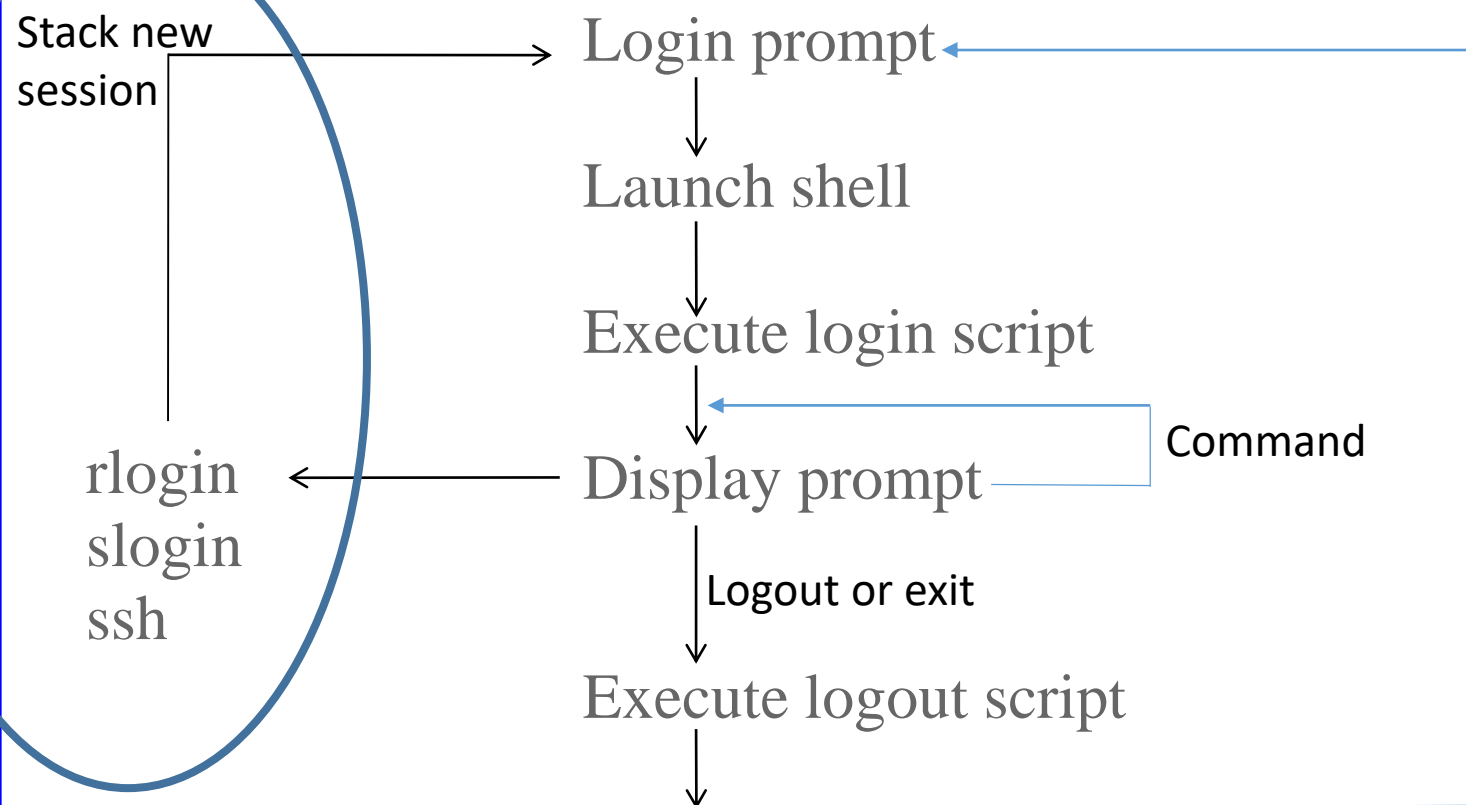 Stack new
session
Login prompt
Launch shell
Execute login script
Command
Display prompt
rlogin
slogin
ssh
Logout or exit
Execute logout script